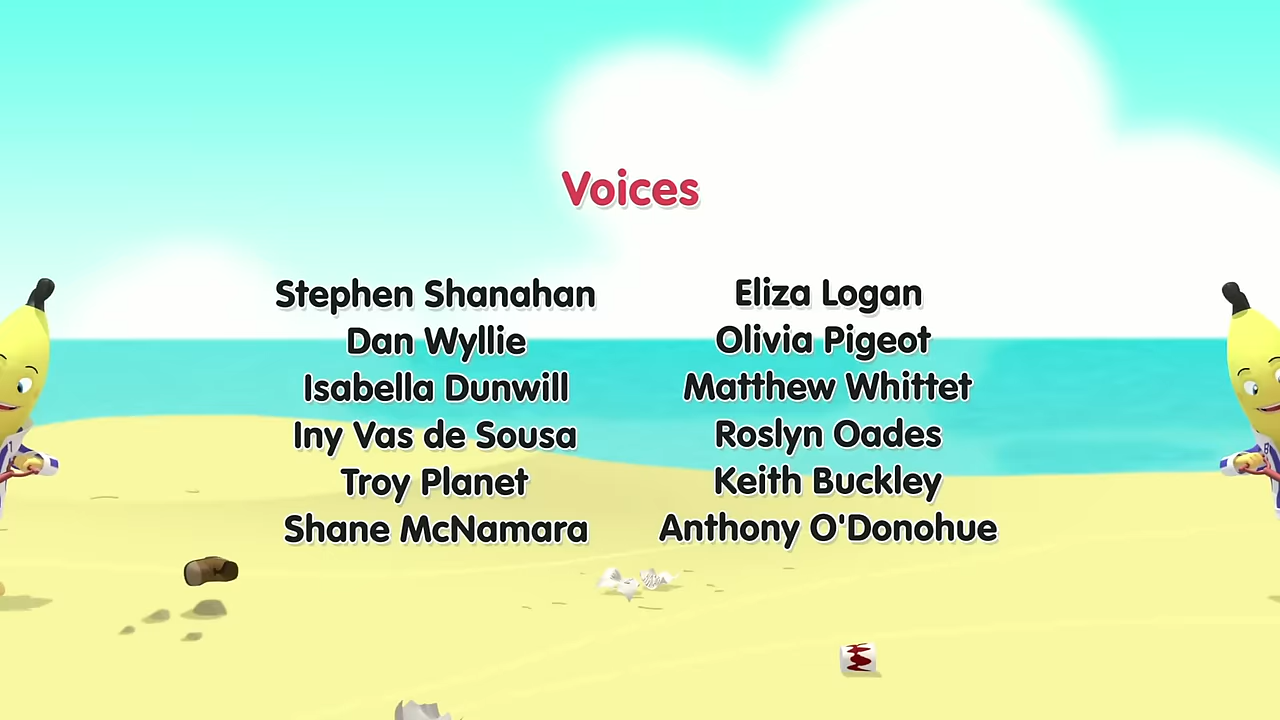 Voices
Stephen Shanahan
Dan Wyllie
Isabella Dunwill
Iny Vas de Sousa
Troy Planet
Shane McNamara
Eliza Logan
Olivia Pigeot
Matthew Whittet
Roslyn Oades
Keith Buckley
Anthony O'Donohue